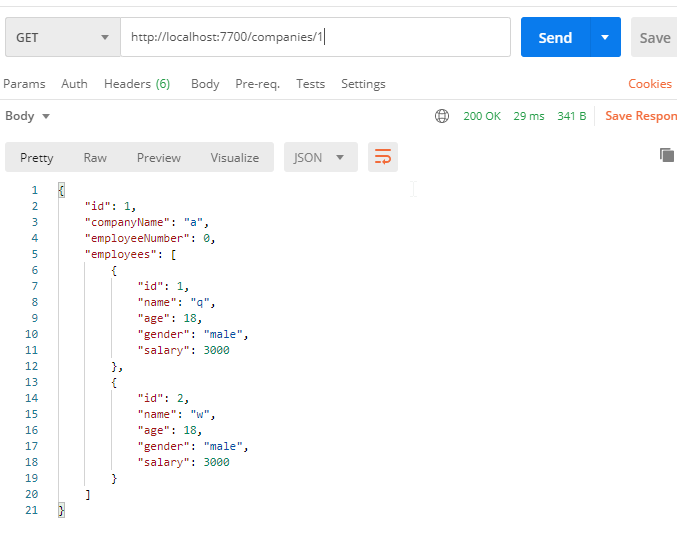 GET http://localhost:7700/companies/1 Send Save
Params Auth Headers (6) Body Pre-req. Tests Settings Cookies
Body 200 OK 29 ms 341 B Save Respon
Pretty Raw Preview Visualize JSON
1 {
2 "id": 1,
3 "companyName": "a",
4 "employeeNumber": 0,
5 "employees": [
6 {
7 "id": 1,
8 "name": "q",
9 "age": 18,
10 "gender": "male",
11 "salary": 3000
12 },
13 {
14 "id": 2,
15 "name": "w",
16 "age": 18,
17 "gender": "male",
18 "salary": 3000
19 }
20 ]
21 }